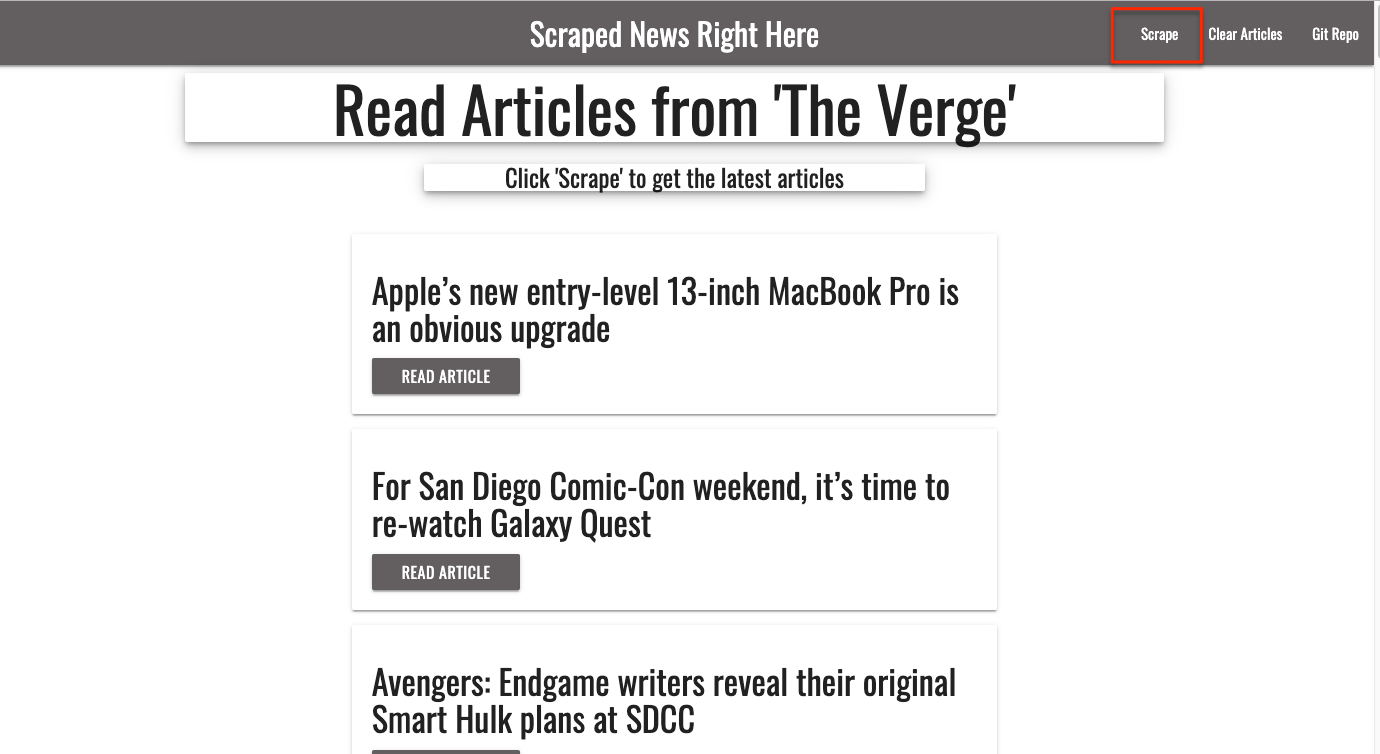 Scraped News Right Here
Scrape
Clear Articles
Git Repo
Read Articles from 'The Verge'
Click 'Scrape' to get the latest articles
Apple’s new entry-level 13-inch MacBook Pro is
an obvious upgrade
READ ARTICLE
For San Diego Comic-Con weekend, it’s time to
re-watch Galaxy Quest
READ ARTICLE
Avengers: Endgame writers reveal their original
Smart Hulk plans at SDCC